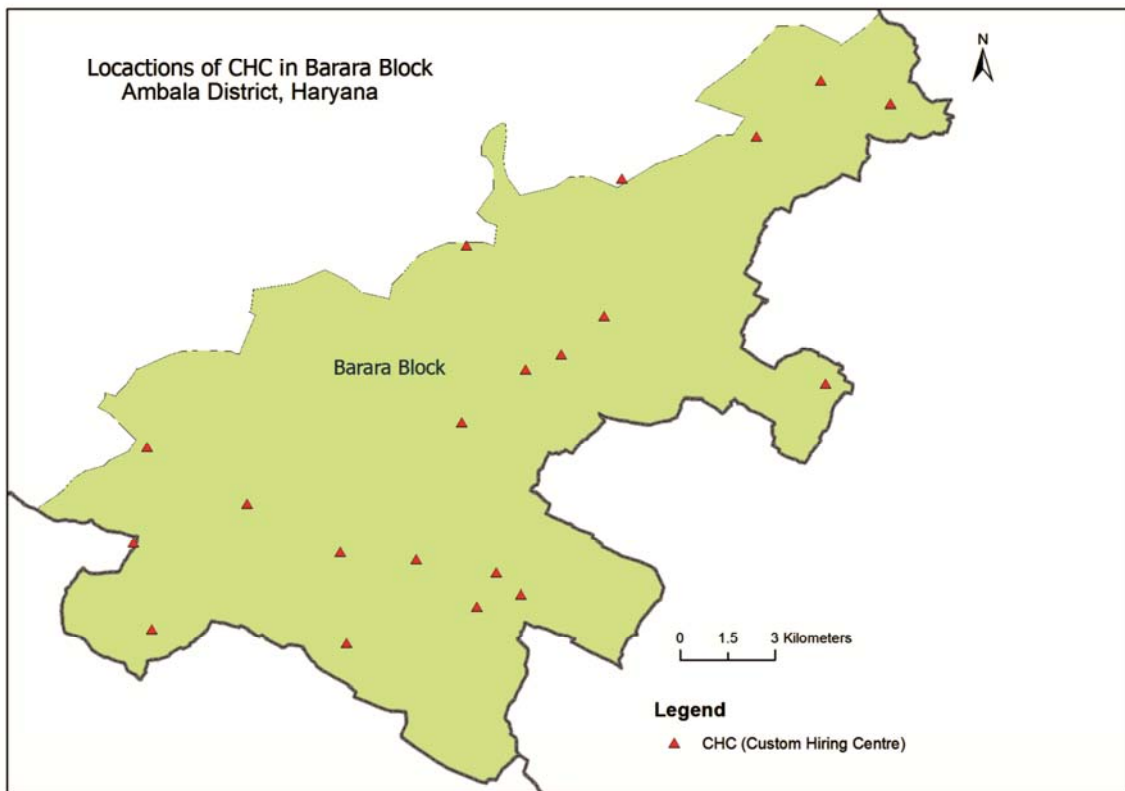 Locactions of CHC in Barara Block
Ambala District, Haryana
N
Barara Block
0 1.5 3 Kilometers
Legend
CHC (Custom Hiring Centre)